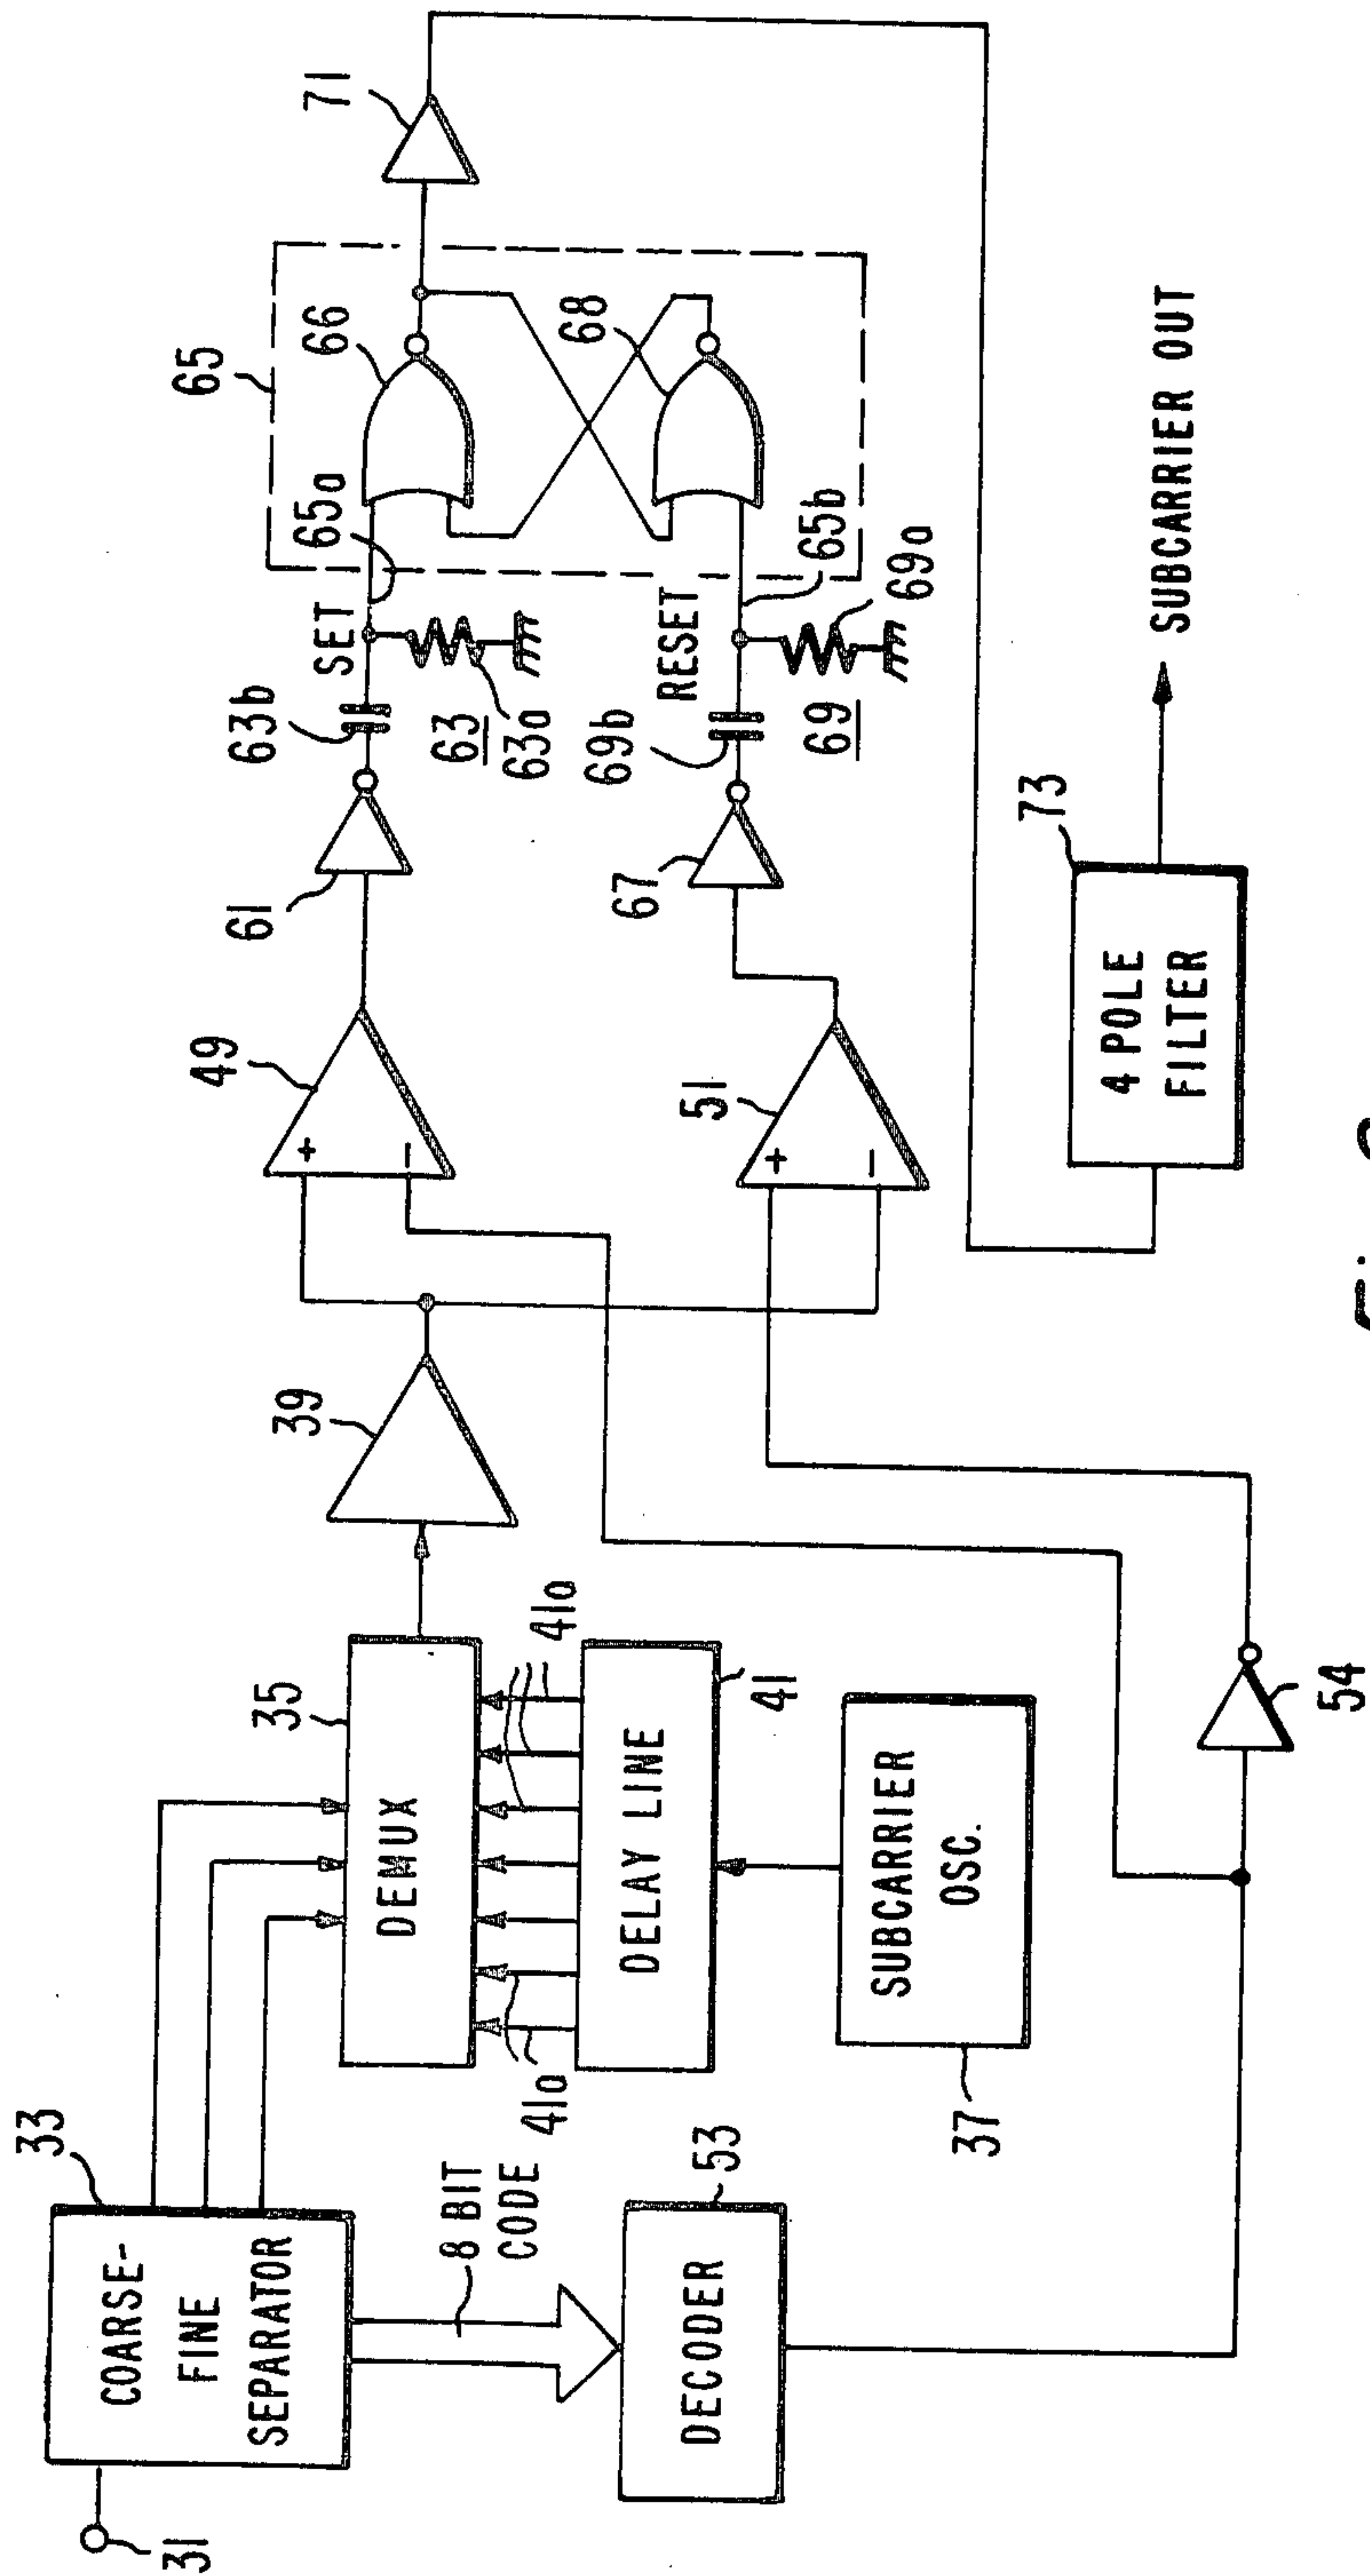 31
33
COARSE-
FINE
SEPARATOR
8 BIT
CODE
53
DECODER
35
DEMUX
41a
41a
DELAY LINE
41
SUBCARRIER
OSC.
37
54
39
49
+
−
51
+
−
61
67
63b
63
63a
SET
69b
69
69a
RESET
65a
65b
65
66
68
71
73
4 POLE
FILTER
SUBCARRIER OUT